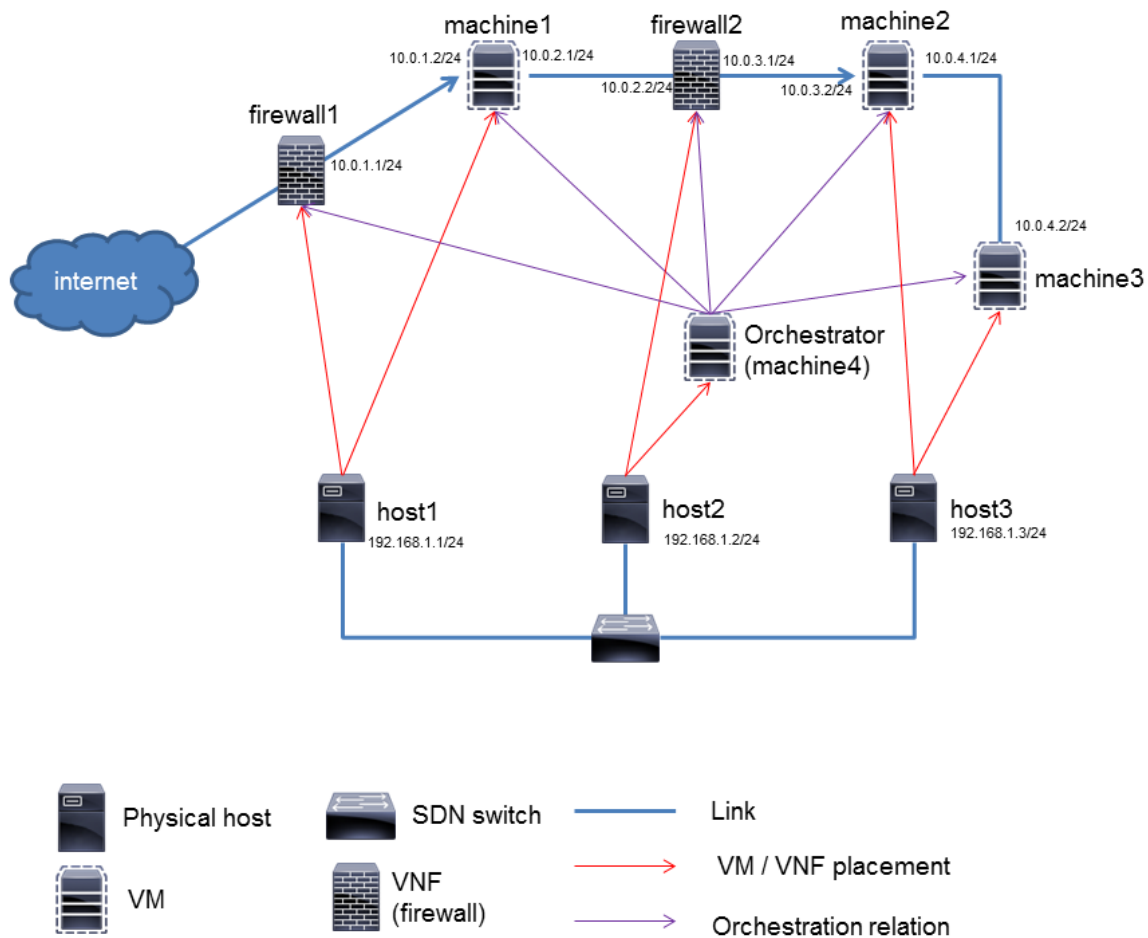 machine1
firewall2
machine2
10.0.1.2/24
10.0.2.1/24
10.0.2.2/24
10.0.3.1/24
10.0.3.2/24
10.0.4.1/24
firewall1
10.0.1.1/24
internet
10.0.4.2/24
machine3
Orchestrator
(machine4)
host1
192.168.1.1/24
host2
192.168.1.2/24
host3
192.168.1.3/24
Physical host
SDN switch
Link
VM
VNF
(firewall)
VM / VNF placement
Orchestration relation